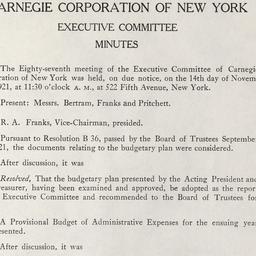 ARNEGIE CORPORATION OF NEW YORK
EXECUTIVE COMMITTEE
MINUTES
The Eighty-seventh meeting of the Executive Committee of Carnegi
ration of New York was held, on due notice, on the 14th day of Novem
921, at 11:30 o'clock A. M., at 522 Fifth Avenue, New York.
Present: Messrs. Bertram, Franks and Pritchett.
R. A. Franks, Vice-Chairman, presided.
Pursuant to Resolution B 36, passed by the Board of Trustees September
21, the documents relating to the budgetary plan were considered.
After discussion, it was
Resolved, That the budgetary plan presented by the Acting President and
reasurer, having been examined and approved, be adopted as the report
Executive Committee and recommended to the Board of Trustees for
A Provisional Budget of Administrative Expenses for the ensuing year
esented.
After discussion, it was